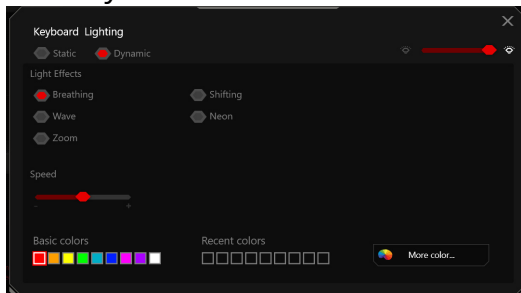 Keyboard Lighting
Static Dynamic
Light Effects
Breathing Shifting
Wave Neon
Zoom
Speed
- +
Basic colors Recent colors
More color...